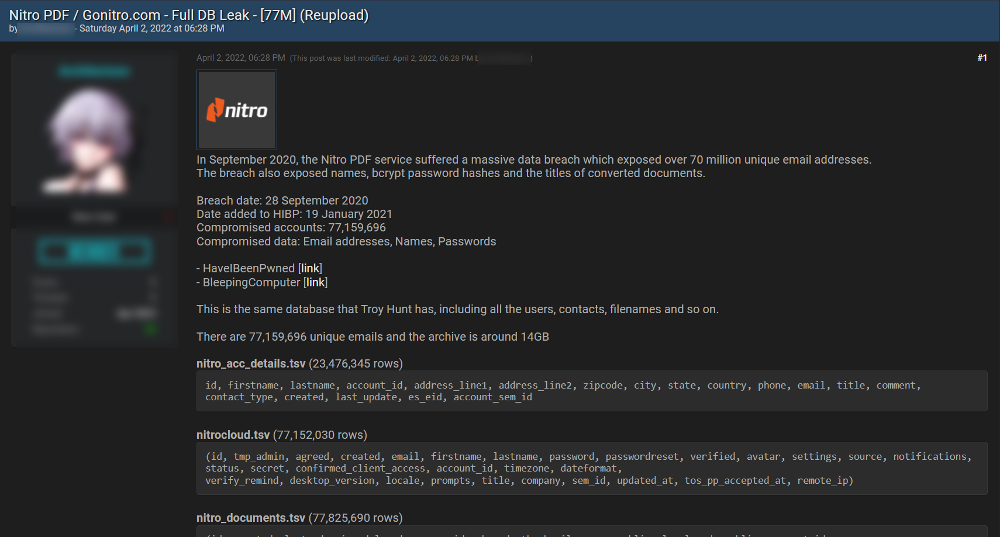 Nitro PDF / Gonitro.com - Full DB Leak - [77M] (Reupload)
by - Saturday April 2, 2022 at 06:28 PM
April 2, 2022, 06:28 PM (This post was last modified: April 2, 2022, 06:28 PM )
#1
nitro
In September 2020, the Nitro PDF service suffered a massive data breach which exposed over 70 million unique email addresses.
The breach also exposed names, bcrypt password hashes and the titles of converted documents.
Breach date: 28 September 2020
Date added to HIBP: 19 January 2021
Compromised accounts: 77,159,696
Compromised data: Email addresses, Names, Passwords
- HaveIBeenPwned [link]
- BleepingComputer [link]
This is the same database that Troy Hunt has, including all the users, contacts, filenames and so on.
There are 77,159,696 unique emails and the archive is around 14GB
nitro_acc_details.tsv (23,476,345 rows)
id, firstname, lastname, account_id, address_line1, address_line2, zipcode, city, state, country, phone, email, title, comment,
contact_type, created, last_update, es_eid, account_sem_id
nitrocloud.tsv (77,152,030 rows)
(id, tmp_admin, agreed, created, email, firstname, lastname, password, passwordreset, verified, avatar, settings, source, notifications,
status, secret, confirmed_client_access, account_id, timezone, dateformat,
verify_remind, desktop_version, locale, prompts, title, company, sem_id, updated_at, tos_pp_accepted_at, remote_ip)
nitro_documents.tsv (77,825,690 rows)